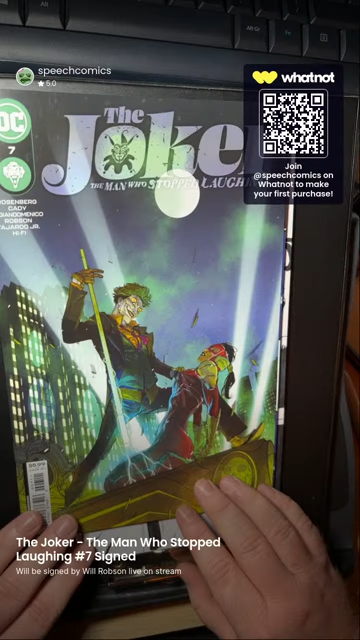 speechcomics
★ 5.0
whatnot
Join
@speechcomics on
Whatnot to make
your first purchase!
DC
7
The
Joker
THE MAN WHO STOPPED LAUGHING
ROSENBERG
CADY
GIANDOMENICO
ROBSON
FAJARDO JR.
HI-FI
The Joker - The Man Who Stopped
Laughing #7 Signed
Will be signed by Will Robson live on stream